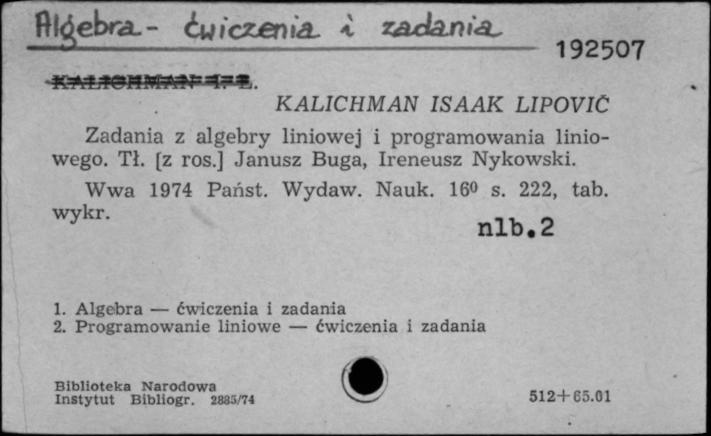 Algebra - ćwiczenia i zadania
192507
KALICHMAN I. L.
KALICHMAN ISAAK LIPOVIČ
Zadania z algebry liniowej i programowania linio-
wego. Tł. [z ros.] Janusz Buga, Ireneusz Nykowski.
Wwa 1974 Państ. Wydaw. Nauk. 16⁰ s. 222, tab.
wykr.
nlb.2
1. Algebra — ćwiczenia i zadania
2. Programowanie liniowe — ćwiczenia i zadania
Biblioteka Narodowa
Instytut Bibliogr. 2885/74
512+65.01